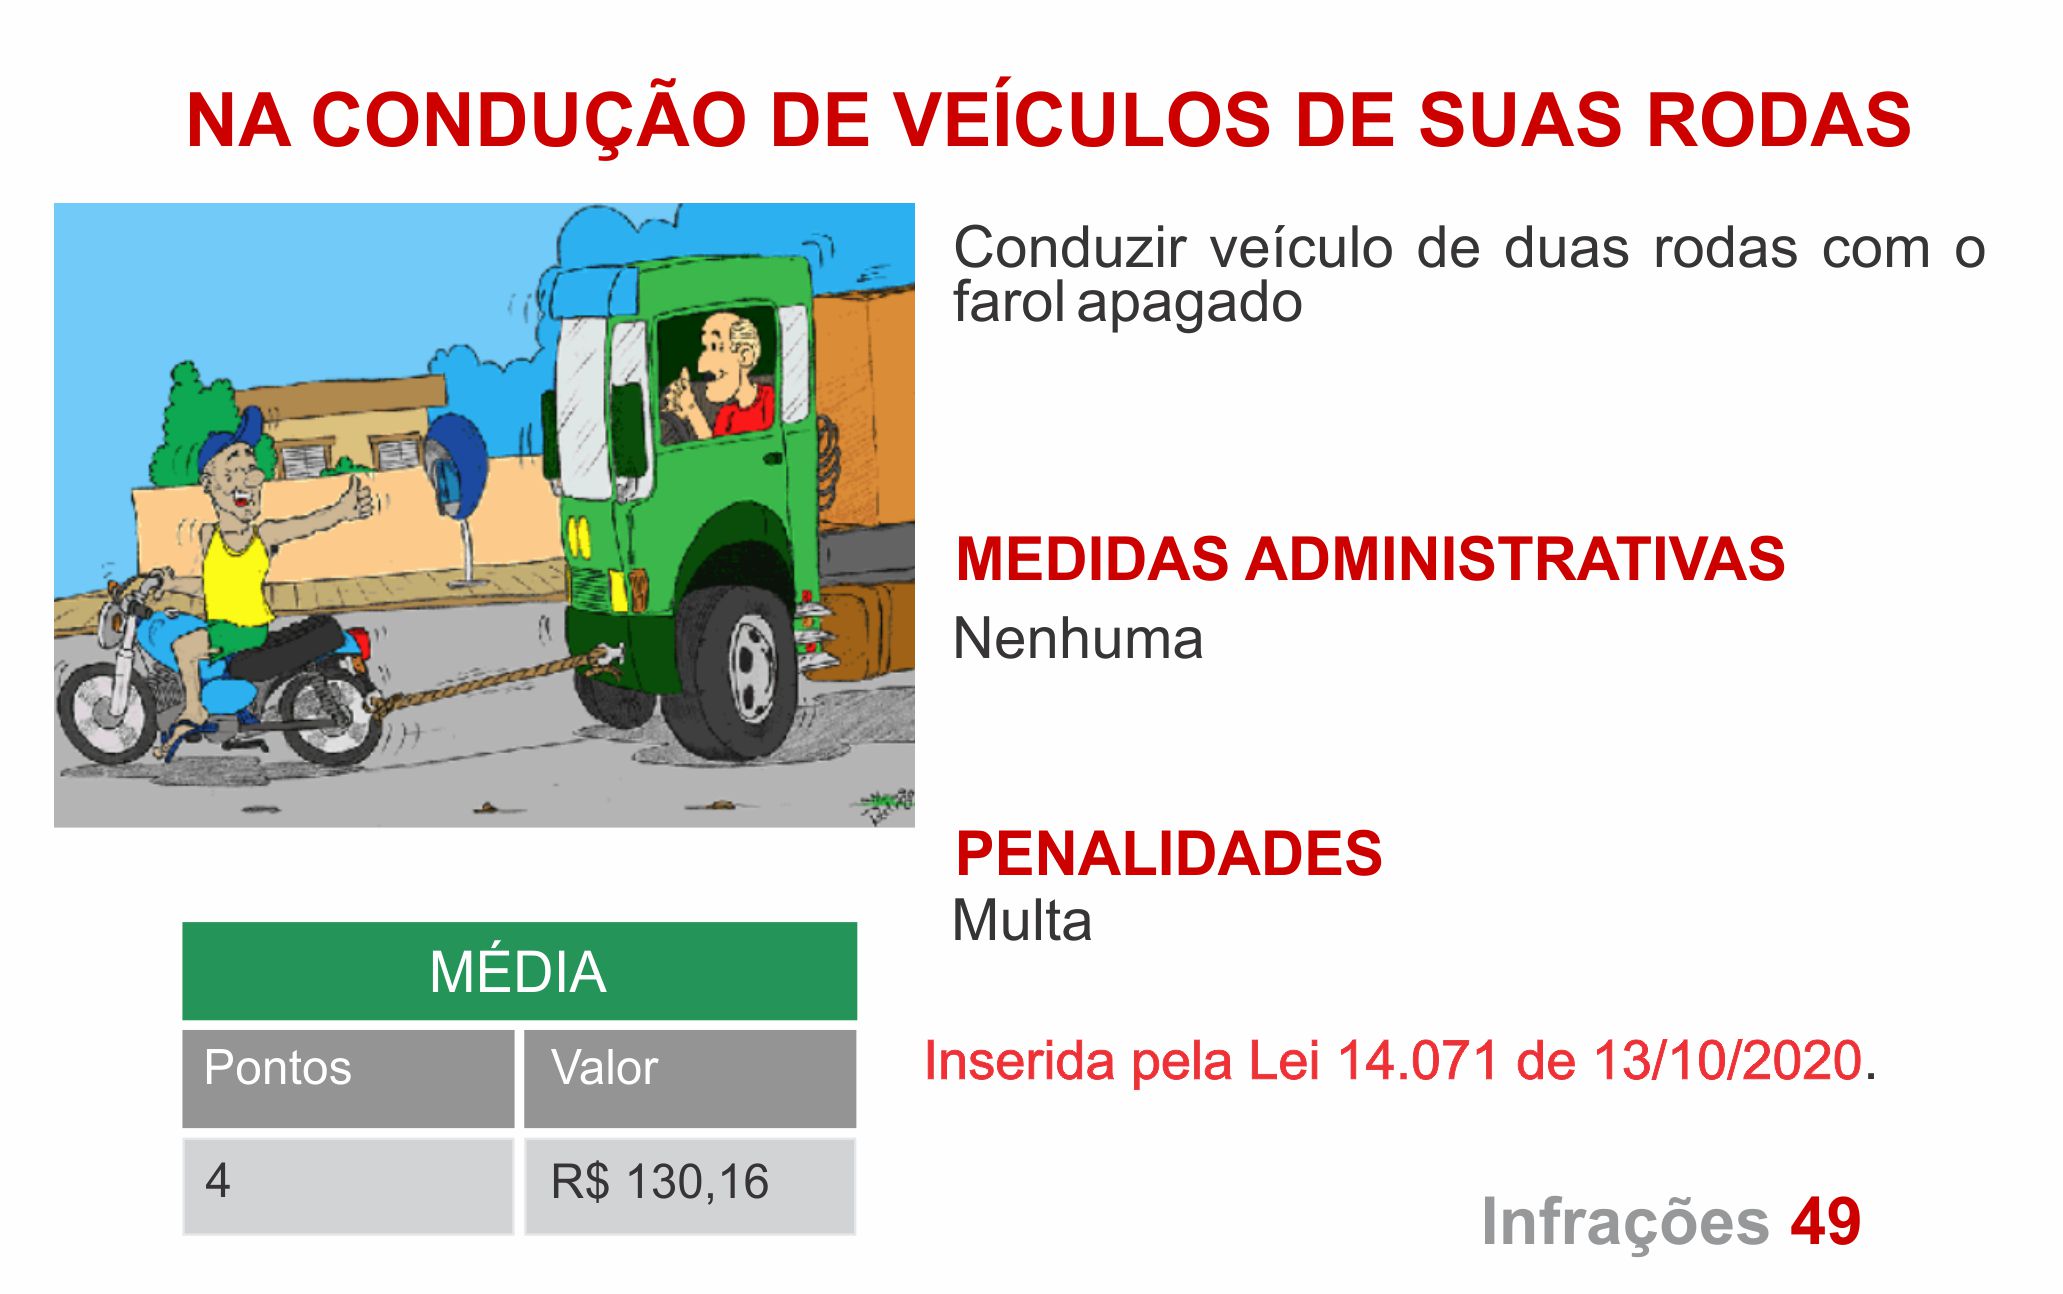 NA CONDUÇÃO DE VEÍCULOS DE SUAS RODAS
Conduzir veículo de duas rodas com o
farol apagado
MEDIDAS ADMINISTRATIVAS
Nenhuma
PENALIDADES
Multa
MÉDIA
Pontos Valor
4 R$ 130,16
Inserida pela Lei 14.071 de 13/10/2020.
Infrações 49